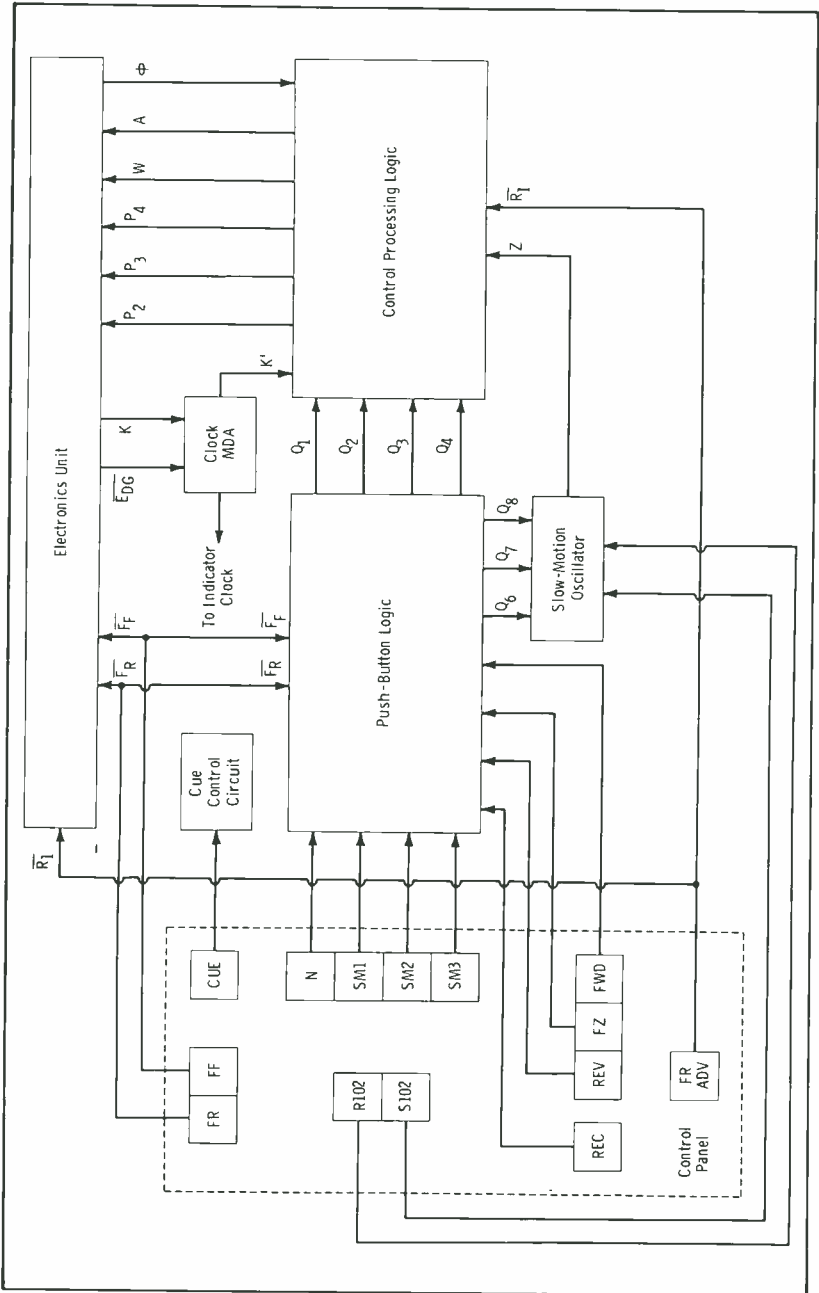 Electronics Unit
R̅I̅
F̅R̅
F̅F̅
E̅D̅G̅
K
P2
P3
P4
W
A
Φ
Cue
Control
Circuit
To Indicator
Clock
Clock
MDA
K'
F̅R̅
F̅F̅
Push-Button Logic
Q1
Q2
Q3
Q4
Control Processing Logic
Q6
Q7
Q8
Slow-Motion
Oscillator
Z
R̅I̅
FR
FF
CUE
N
SM1
SM2
SM3
R102
S102
REC
REV
FZ
FWD
Control
Panel
FR
ADV